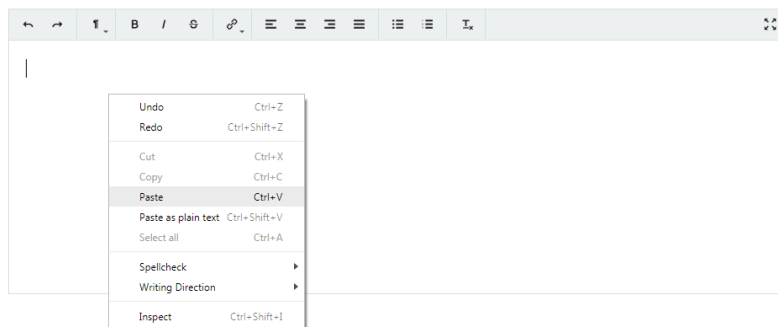 B I S
Undo Ctrl+Z
Redo Ctrl+Shift+Z
Cut Ctrl+X
Copy Ctrl+C
Paste Ctrl+V
Paste as plain text Ctrl+Shift+V
Select all Ctrl+A
Spellcheck
Writing Direction
Inspect Ctrl+Shift+I